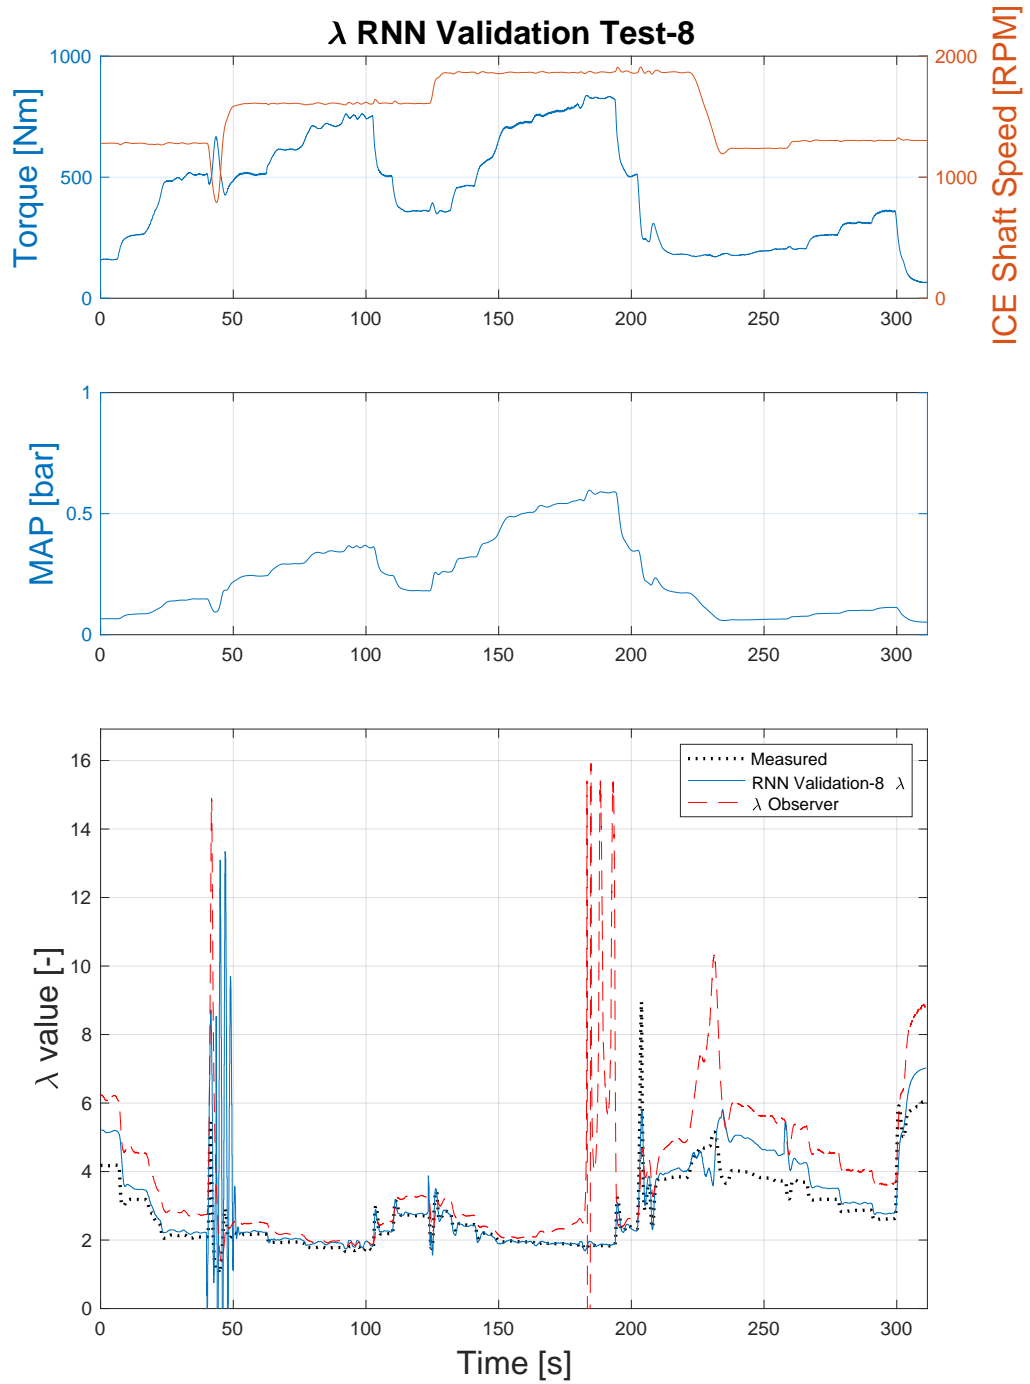 λ RNN Validation Test-8
Torque [Nm]
1000
500
0
2000
1000
0
ICE Shaft Speed [RPM]
0 50 100 150 200 250 300
MAP [bar]
1
0.5
0
0 50 100 150 200 250 300
λ value [-]
16
14
12
10
8
6
4
2
0
Measured
RNN Validation-8 λ
λ Observer
0 50 100 150 200 250 300
Time [s]